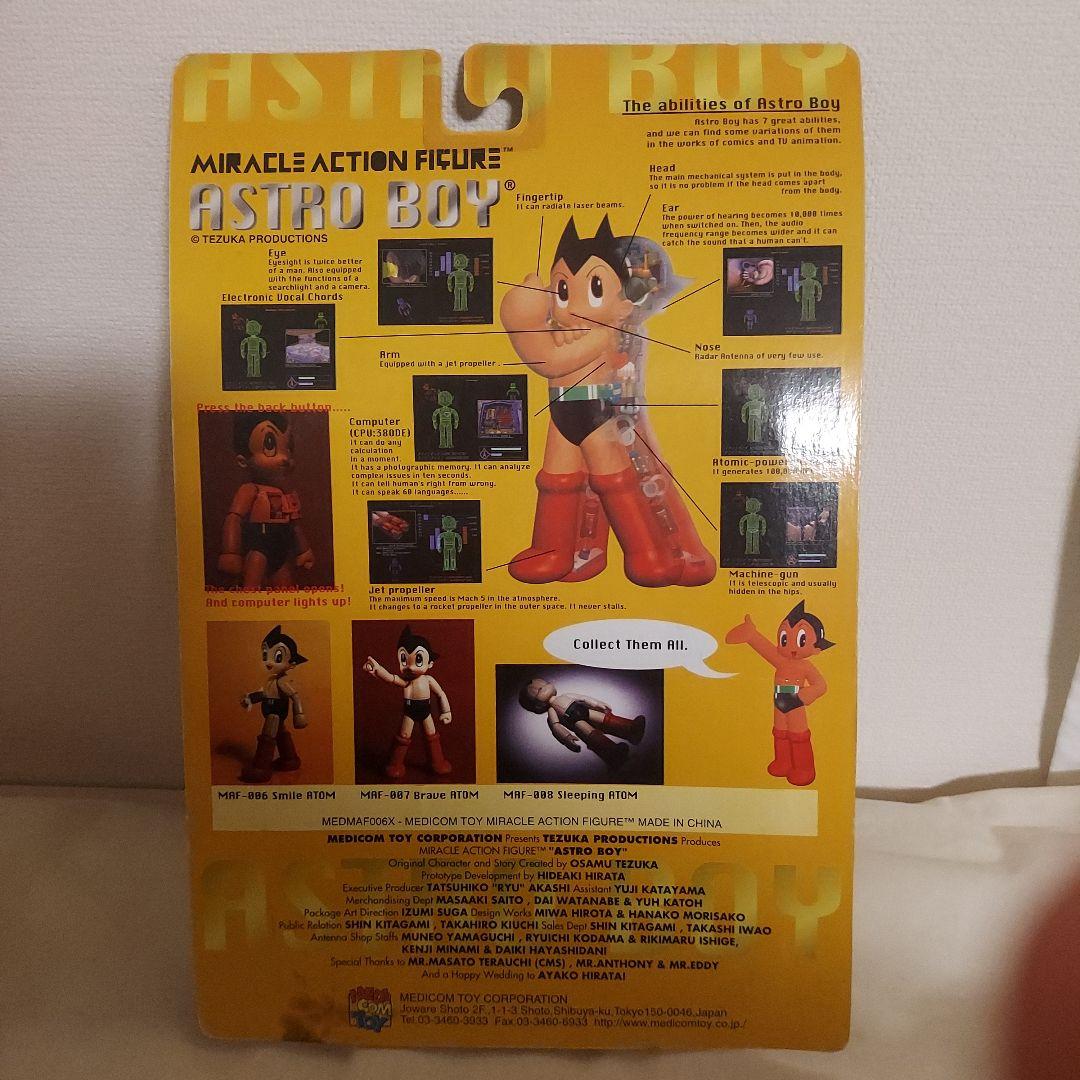 ASTRO BOY
The abilities of Astro Boy
Astro Boy has 7 great abilities,
and we can find some variations of them
in the works of comics and TV animation.
MIRACLE ACTION FIGURE™
ASTRO BOY®
© TEZUKA PRODUCTIONS
Head
The main mechanical system is put in the body,
so it is no problem if the head comes apart
from the body.
Fingertip
It can radiate laser beams.
Ear
The power of hearing becomes 10,000 times
when switched on. Then, the audio
frequency range becomes wider and it can
catch the sound that a human can't.
Eye
Eyesight is twice better
of a man. Also equipped
with the functions of a
searchlight and a camera.
Electronic Vocal Chords
Nose
Radar Antenna of very few use.
Arm
Equipped with a jet propeller.
Press the back button.....
Computer
(CPU:380DE)
It can do any
calculation
in a moment.
It has a photographic memory. It can analyze
complex issues in ten seconds.
It can tell human's right from wrong.
It can speak 60 languages......
Atomic-power
It generates
Machine-gun
It is telescopic and usually
hidden in the hips.
The chest panel opens!
And computer lights up!
Jet propeller
The maximum speed is Mach 5 in the atmosphere.
It changes to a rocket propeller in the outer space. It never stalls.
Collect Them All.
MAF-006 Smile ATOM
MAF-007 Brave ATOM
MAF-008 Sleeping ATOM
MEDMAF006X - MEDICOM TOY MIRACLE ACTION FIGURE™ MADE IN CHINA
MEDICOM TOY CORPORATION Presents TEZUKA PRODUCTIONS Produces
MIRACLE ACTION FIGURE™ "ASTRO BOY"
Original Character and Story Created by OSAMU TEZUKA
Prototype Development by HIDEAKI HIRATA
Executive Producer TATSUHIKO "RYU" AKASHI Assistant YUJI KATAYAMA
Merchandising Dept MASAAKI SAITO , DAI WATANABE & YUH KATOH
Package Art Direction IZUMI SUGA Design Works MIWA HIROTA & HANAKO MORISAKO
Public Relation SHIN KITAGAMI , TAKAHIRO KIUCHI Sales Dept SHIN KITAGAMI , TAKASHI IWAO
Antenna Shop Staffs MUNEO YAMAGUCHI , RYUICHI KODAMA & RIKIMARU ISHIGE,
KENJI MINAMI & DAIKI HAYASHIDANI
Special Thanks to MR.MASATO TERAUCHI (CMS) , MR.ANTHONY & MR.EDDY
And a Happy Wedding to AYAKO HIRATA!
ASTRO BOY
MEDICOM TOY
MEDICOM TOY CORPORATION
Joware Shoto 2F.,1-1-3 Shoto,Shibuya-ku,Tokyo150-0046,Japan
Tel.03-3460-3933 Fax.03-3460-6933 http://www.medicomtoy.co.jp./